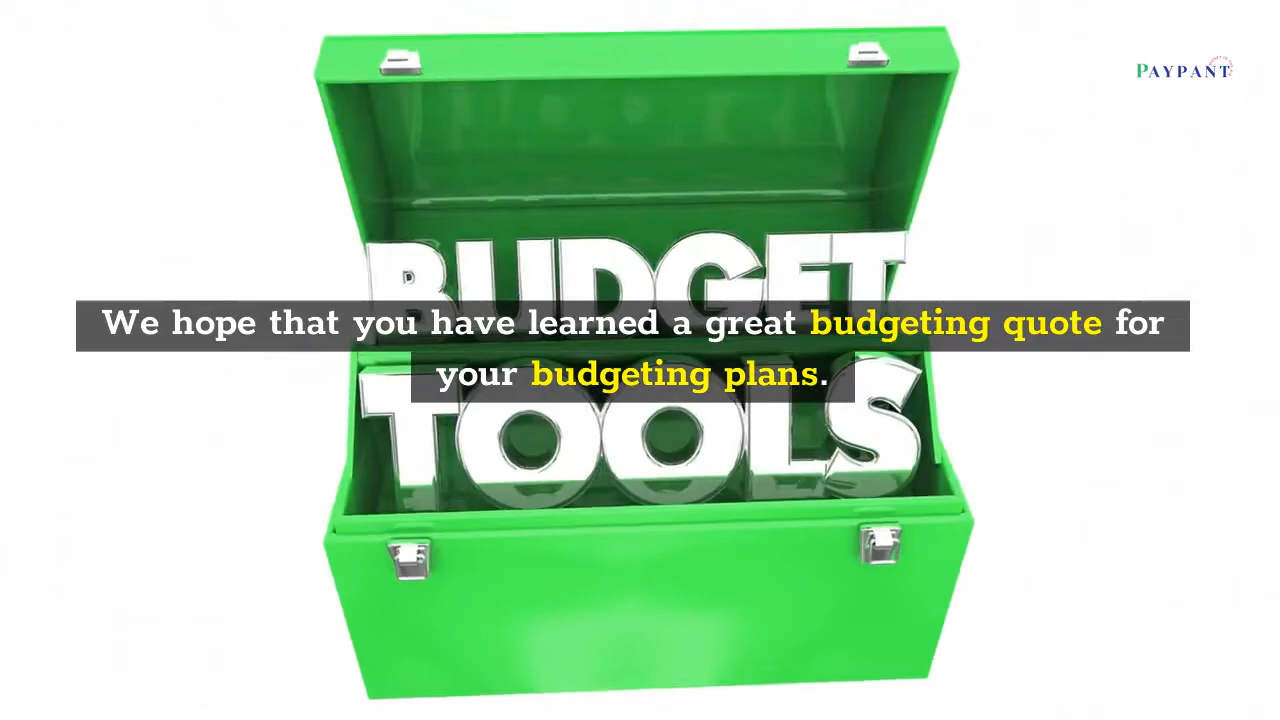 PAYPANT
BUDGET
We hope that you have learned a great budgeting quote for
your budgeting plans.
TOOLS